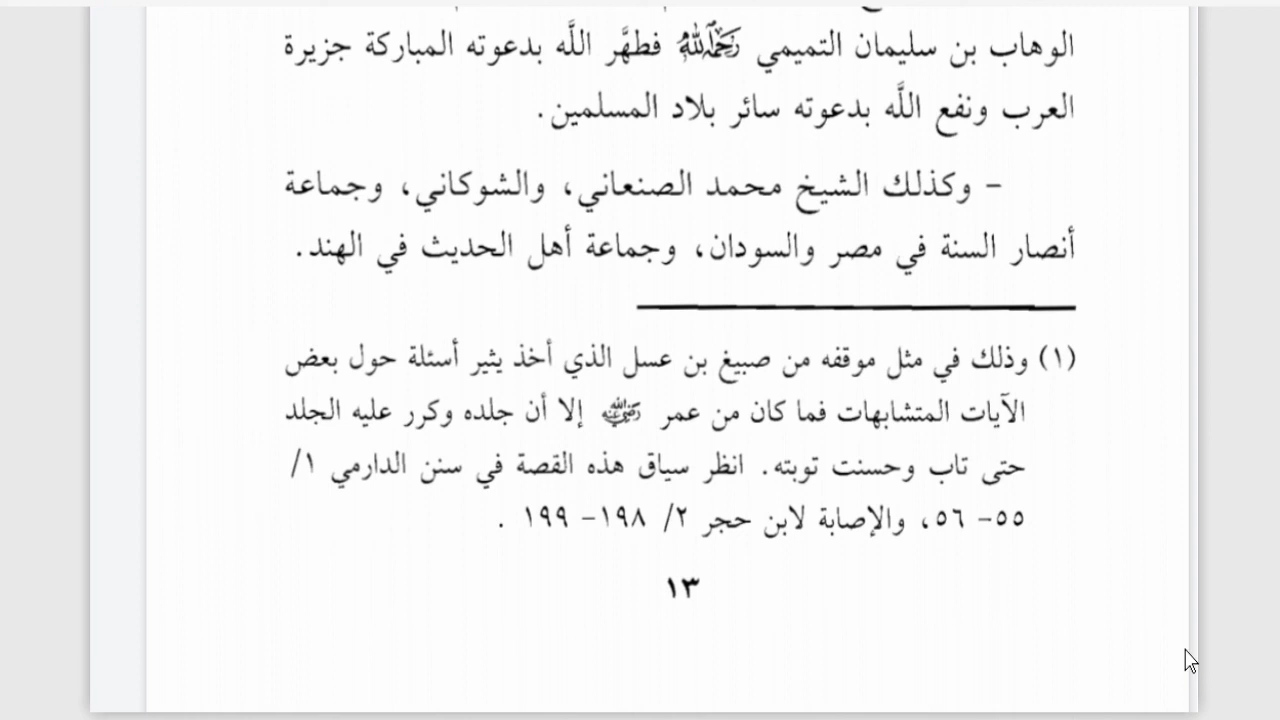 الوهاب بن سليمان التميمي رَحِمَهُ اللَّهُ فطهَّر اللَّه بدعوته المباركة جزيرة
العرب ونفع اللَّه بدعوته سائر بلاد المسلمين.
- وكذلك الشيخ محمد الصنعاني، والشوكاني، وجماعة
أنصار السنة في مصر والسودان، وجماعة أهل الحديث في الهند.
(١) وذلك في مثل موقفه من صبيغ بن عسل الذي أخذ يثير أسئلة حول بعض
الآيات المتشابهات فما كان من عمر رضي الله عنه إلا أن جلده وكرر عليه الجلد
حتى تاب وحسنت توبته. انظر سياق هذه القصة في سنن الدارمي ١/
٥٥- ٥٦، والإصابة لابن حجر ٢/ ١٩٨- ١٩٩ .
١٣